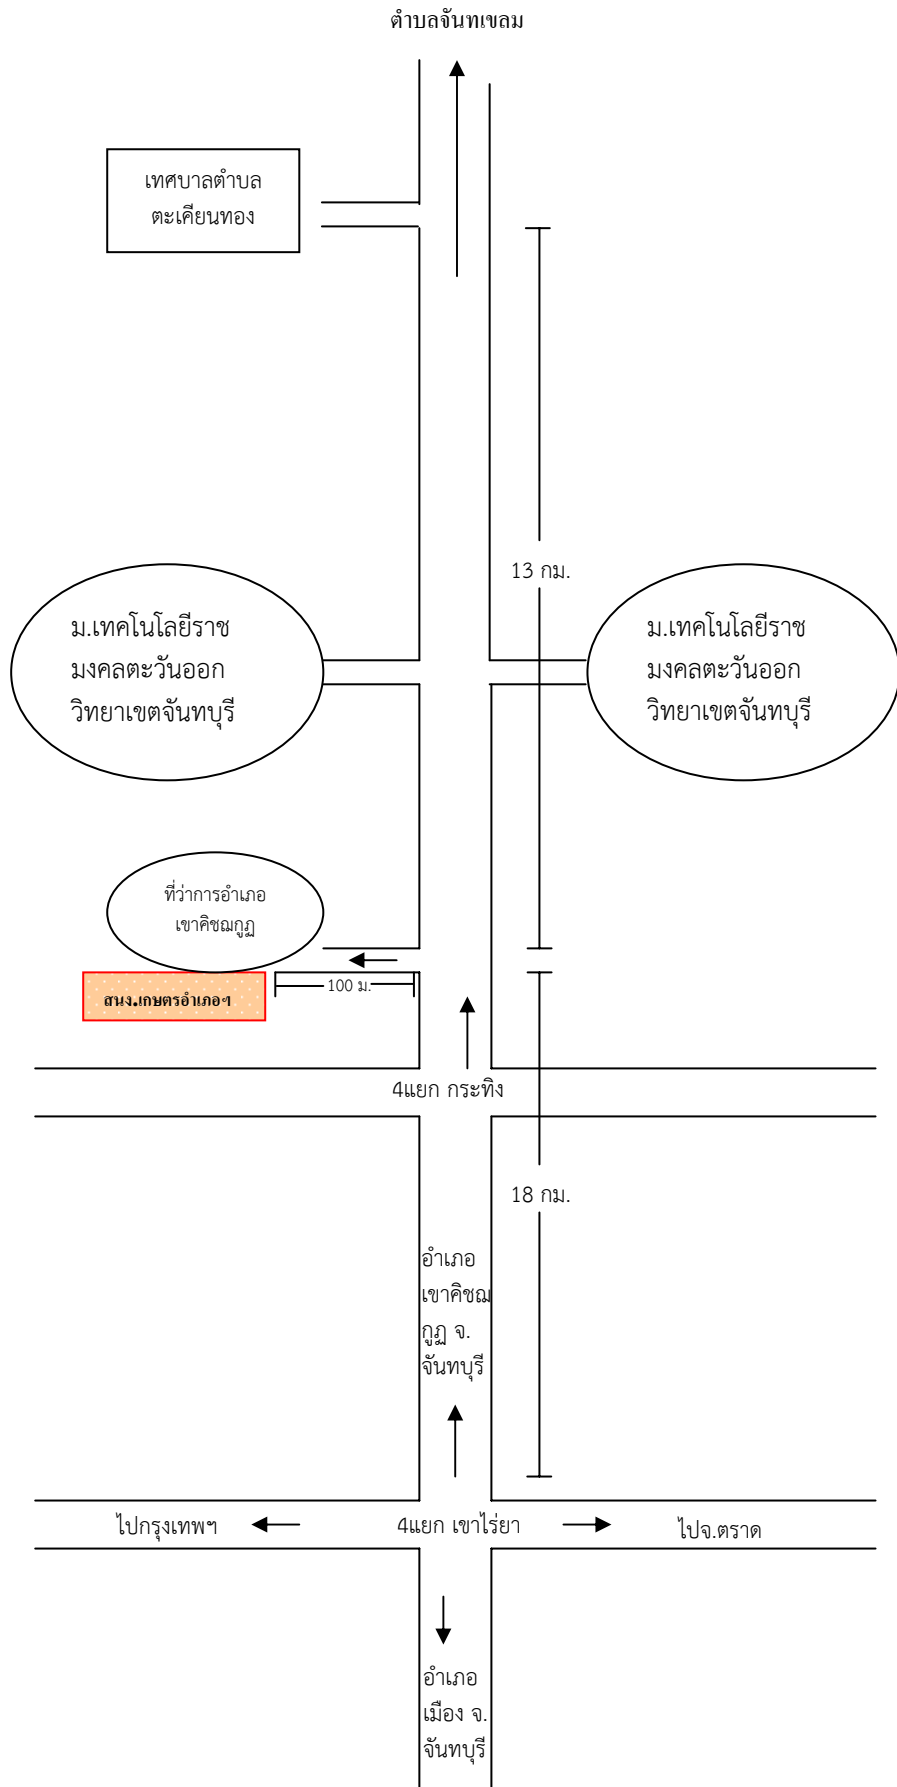 ตำบลจันทเขลม
เทศบาลตำบล
ตะเคียนทอง
13 กม.
ม.เทคโนโลยีราช
มงคลตะวันออก
วิทยาเขตจันทบุรี
ม.เทคโนโลยีราช
มงคลตะวันออก
วิทยาเขตจันทบุรี
ที่ว่าการอำเภอ
เขาคิชฌกูฏ
100 ม.
สนง.เกษตรอำเภอฯ
4แยก กระทิง
18 กม.
อำเภอ
เขาคิชฌ
กูฏ จ.
จันทบุรี
ไปกรุงเทพฯ
4แยก เขาไร่ยา
ไปจ.ตราด
อำเภอ
เมือง จ.
จันทบุรี